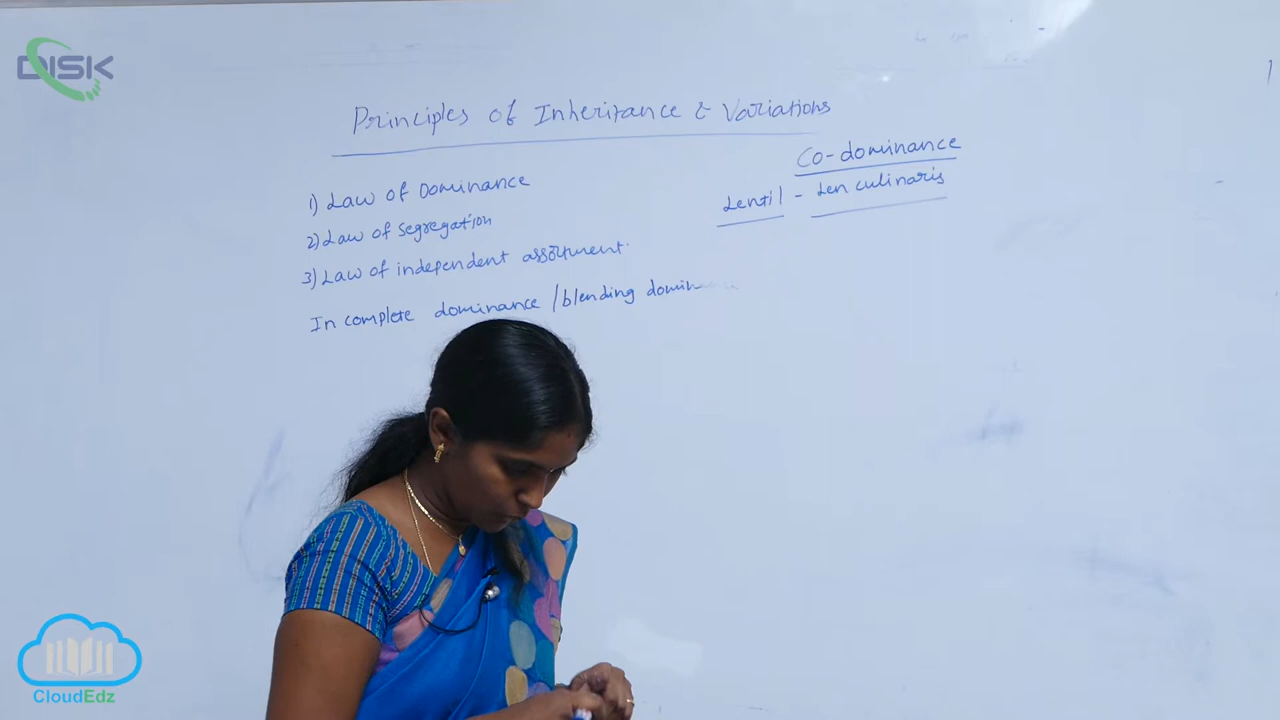 DISK
Principles of Inheritance & Variations
1) Law of Dominance
2) Law of segregation
3) Law of independent assortment.
In complete dominance / blending domin
Co-dominance
Lentil - Len culinaris
CloudEdz